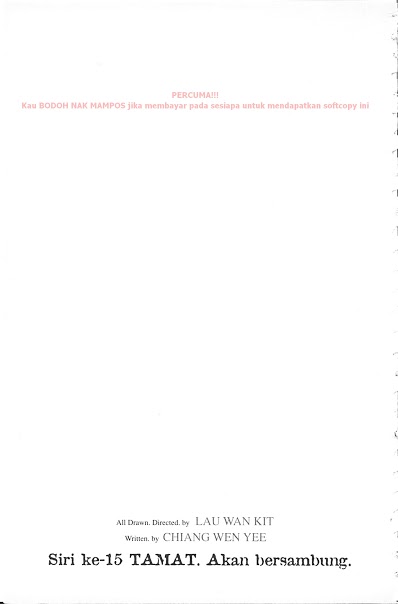 PERCUMA!!!
Kau BODOH NAK MAMPOS jika membayar pada sesiapa untuk mendapatkan softcopy ini
All Drawn. Directed. by LAU WAN KIT
Written. by CHIANG WEN YEE
Siri ke-15 TAMAT. Akan bersambung.